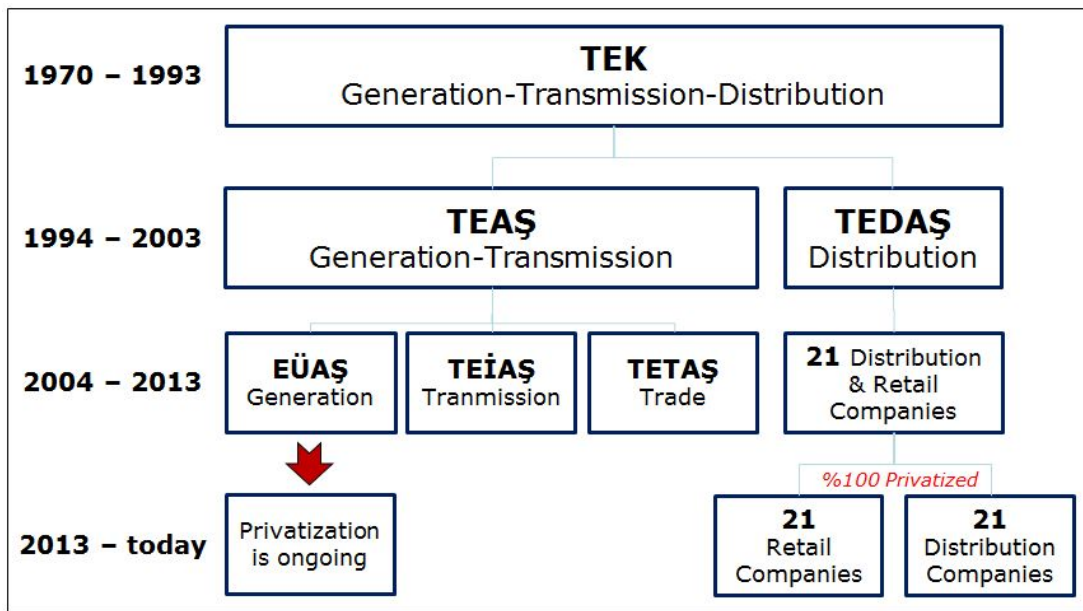 1970 – 1993
TEK
Generation-Transmission-Distribution
1994 – 2003
TEAŞ
Generation-Transmission
TEDAŞ
Distribution
2004 – 2013
EÜAŞ
Generation
TEİAŞ
Tranmission
TETAŞ
Trade
21 Distribution
& Retail
Companies
%100 Privatized
2013 – today
Privatization
is ongoing
21
Retail
Companies
21
Distribution
Companies